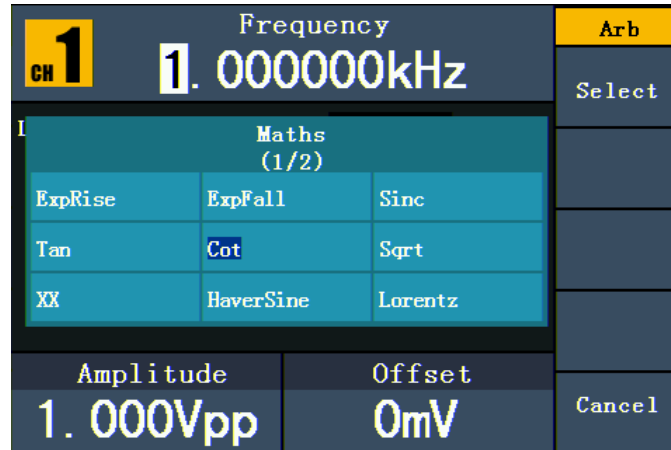 Frequency
Arb
CH 1
1. 000000kHz
Select
Maths
(1/2)
ExpRise ExpFall Sinc
Tan Cot Sqrt
XX HaverSine Lorentz
Amplitude Offset
1. 000Vpp 0mV
Cancel